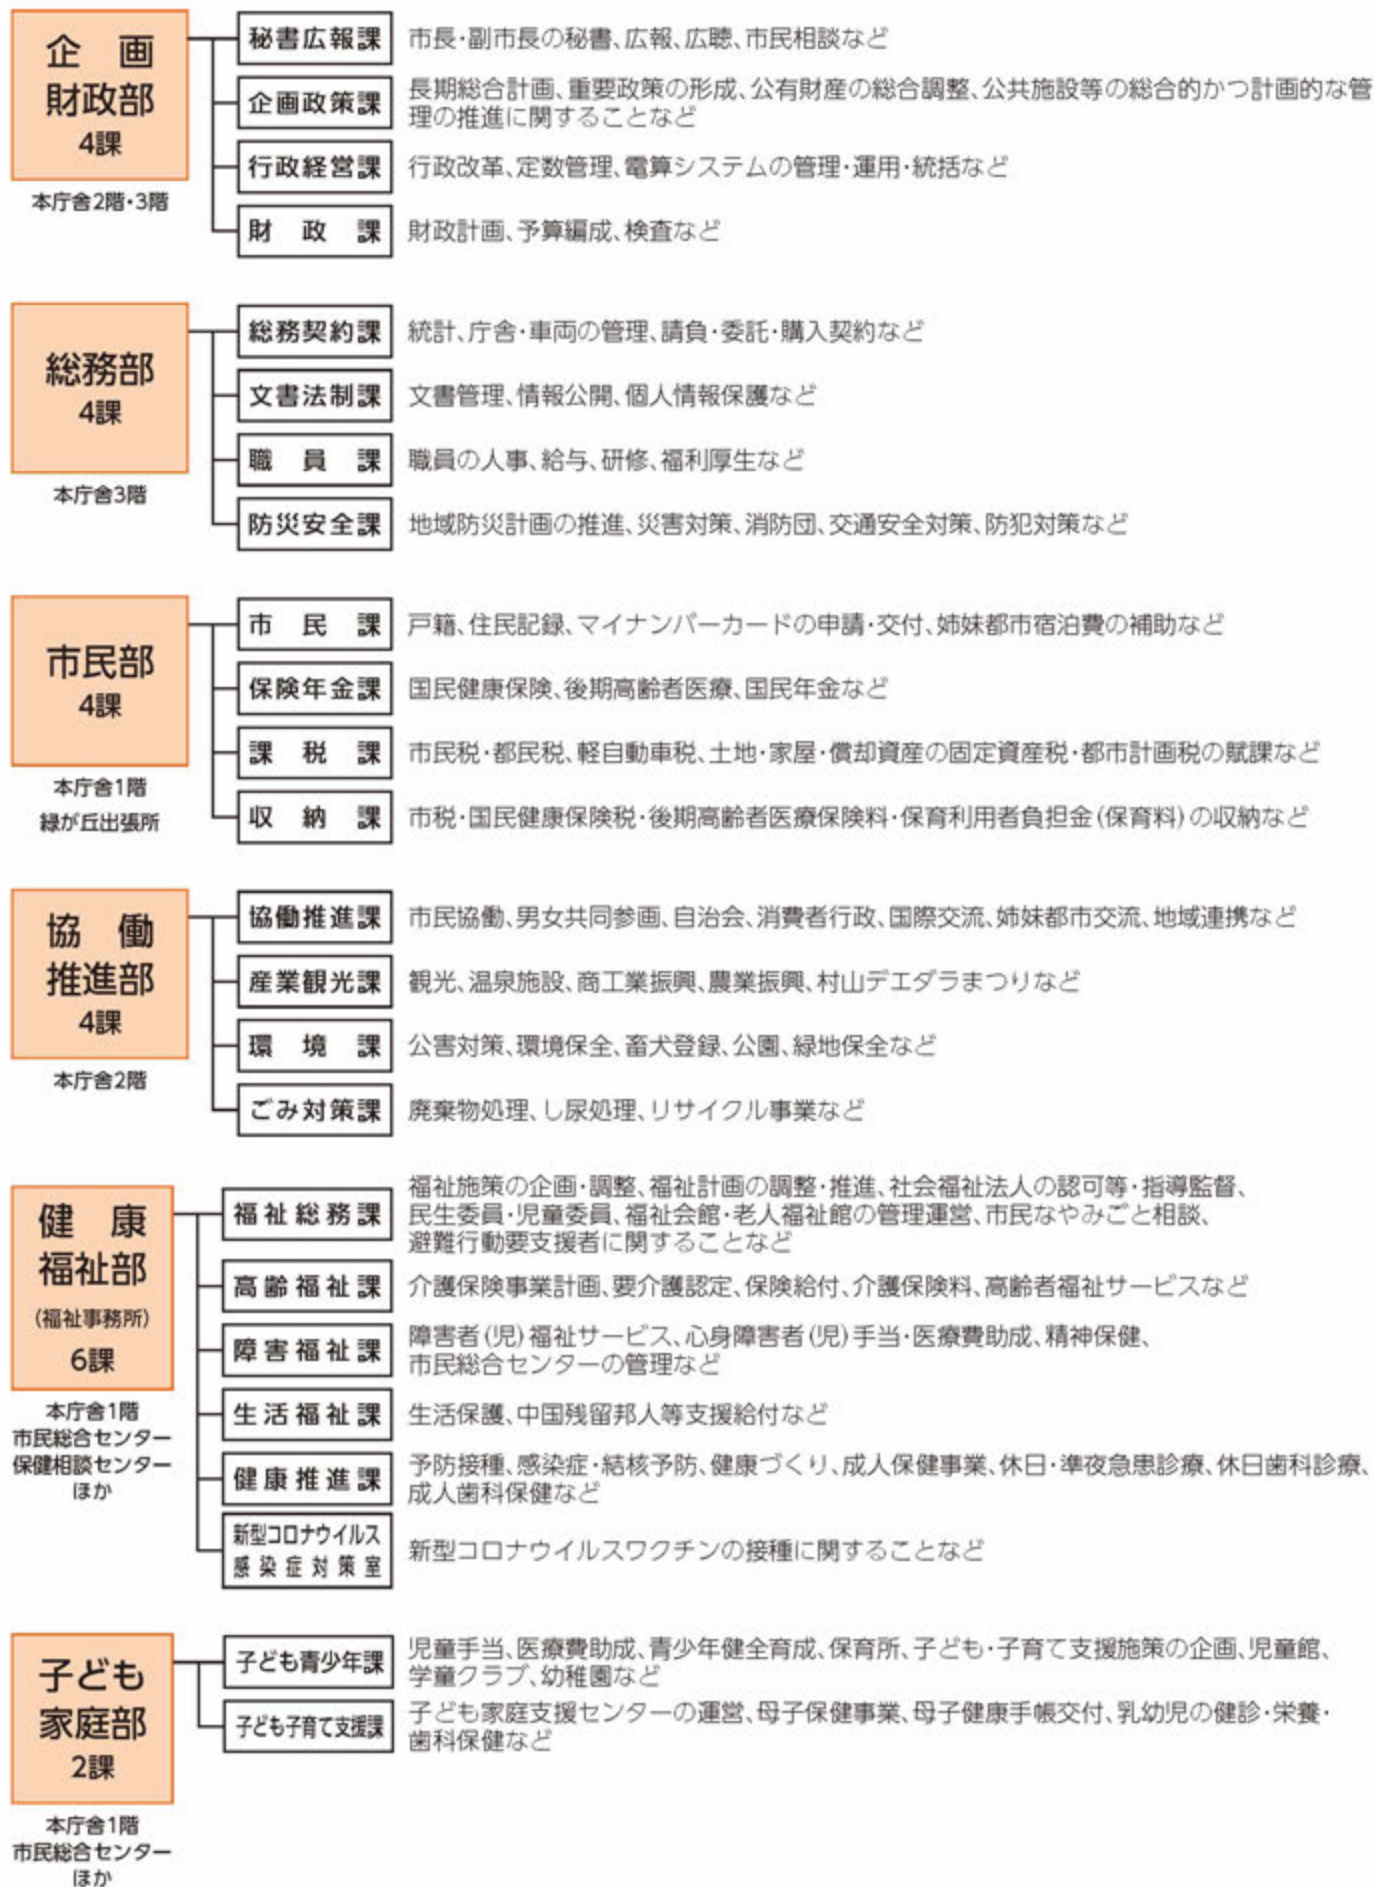 企画
財政部
4課
本庁舎2階・3階
秘書広報課
市長・副市長の秘書、広報、広聴、市民相談など
企画政策課
長期総合計画、重要政策の形成、公有財産の総合調整、公共施設等の総合的かつ計画的な管
理の推進に関することなど
行政経営課
行政改革、定数管理、電算システムの管理・運用・統括など
財政課
財政計画、予算編成、検査など
総務部
4課
本庁舎3階
総務契約課
統計、庁舎・車両の管理、請負・委託・購入契約など
文書法制課
文書管理、情報公開、個人情報保護など
職員課
職員の人事、給与、研修、福利厚生など
防災安全課
地域防災計画の推進、災害対策、消防団、交通安全対策、防犯対策など
市民部
4課
本庁舎1階
緑が丘出張所
市民課
戸籍、住民記録、マイナンバーカードの申請・交付、姉妹都市宿泊費の補助など
保険年金課
国民健康保険、後期高齢者医療、国民年金など
課税課
市民税・都民税、軽自動車税、土地・家屋・償却資産の固定資産税・都市計画税の賦課など
収納課
市税・国民健康保険税・後期高齢者医療保険料・保育利用者負担金(保育料)の収納など
協働
推進部
4課
本庁舎2階
協働推進課
市民協働、男女共同参画、自治会、消費者行政、国際交流、姉妹都市交流、地域連携など
産業観光課
観光、温泉施設、商工業振興、農業振興、村山デエダラまつりなど
環境課
公害対策、環境保全、畜犬登録、公園、緑地保全など
ごみ対策課
廃棄物処理、し尿処理、リサイクル事業など
健康
福祉部
(福祉事務所)
6課
本庁舎1階
市民総合センター
保健相談センター
ほか
福祉総務課
福祉施策の企画・調整、福祉計画の調整・推進、社会福祉法人の認可等・指導監督、
民生委員・児童委員、福祉会館・老人福祉館の管理運営、市民なやみごと相談、
避難行動要支援者に関することなど
高齢福祉課
介護保険事業計画、要介護認定、保険給付、介護保険料、高齢者福祉サービスなど
障害福祉課
障害者(児)福祉サービス、心身障害者(児)手当・医療費助成、精神保健、
市民総合センターの管理など
生活福祉課
生活保護、中国残留邦人等支援給付など
健康推進課
予防接種、感染症・結核予防、健康づくり、成人保健事業、休日・準夜急患診療、休日歯科診療、
成人歯科保健など
新型コロナウイルス
感染症対策室
新型コロナウイルスワクチンの接種に関することなど
子ども
家庭部
2課
本庁舎1階
市民総合センター
ほか
子ども青少年課
児童手当、医療費助成、青少年健全育成、保育所、子ども・子育て支援施策の企画、児童館、
学童クラブ、幼稚園など
子ども子育て支援課
子ども家庭支援センターの運営、母子保健事業、母子健康手帳交付、乳幼児の健診・栄養・
歯科保健など